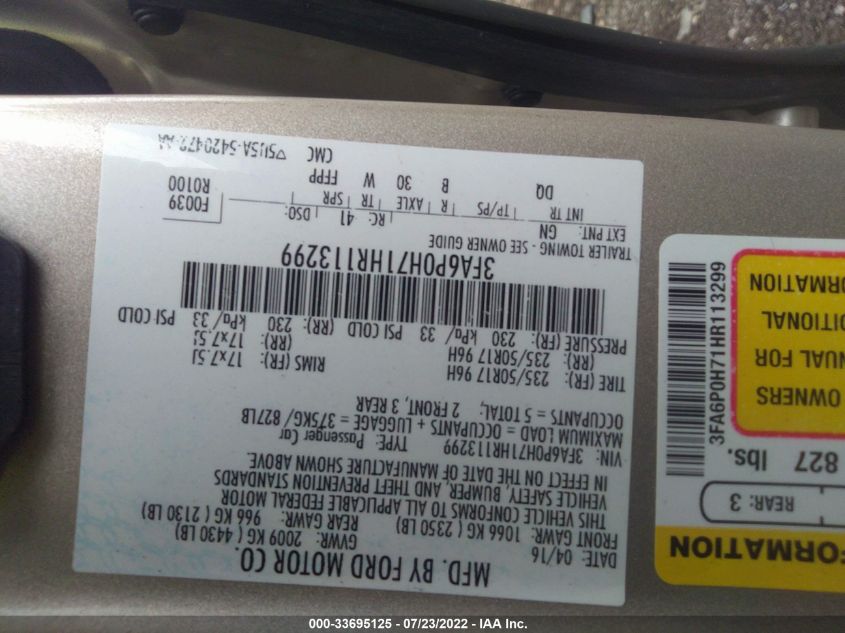 MFD. BY FORD MOTOR CO.
DATE: 04/16 GVWR: 2009 KG ( 4430 LB)
FRONT GAWR: 1066 KG ( 2350 LB) REAR GAWR: 966 KG ( 2130 LB)
THIS VEHICLE CONFORMS TO ALL APPLICABLE FEDERAL MOTOR
VEHICLE SAFETY, BUMPER, AND THEFT PREVENTION STANDARDS
IN EFFECT ON THE DATE OF MANUFACTURE SHOWN ABOVE.
VIN: 3FA6P0H71HR113299 TYPE: Passenger Car
MAXIMUM LOAD = OCCUPANTS + LUGGAGE = 375KG/ 827LB
OCCUPANTS = 5 TOTAL; 2 FRONT, 3 REAR
TIRE (FR): 235/50R17 96H RIMS (FR): 17x7.5J
(RR): 235/50R17 96H (RR): 17x7.5J
PRESSURE (FR): 230 kPa/ 33 PSI COLD (RR): 230 kPa/ 33 PSI COLD
3FA6P0H71HR113299
TRAILER TOWING - SEE OWNER GUIDE
EXT PNT: GN RC: 41 DSO: F0039
R0100
INT TR TP/PS R AXLE TR SPR
DQ B 30 W FFPP
CMC
▽5U5A-5420472-AA
FORMATION
REAR: 3
827 lbs.
OWNERS
NUAL FOR
DITIONAL
ORMATION
3FA6P0H71HR113299
000-33695125 - 07/23/2022 - IAA Inc.